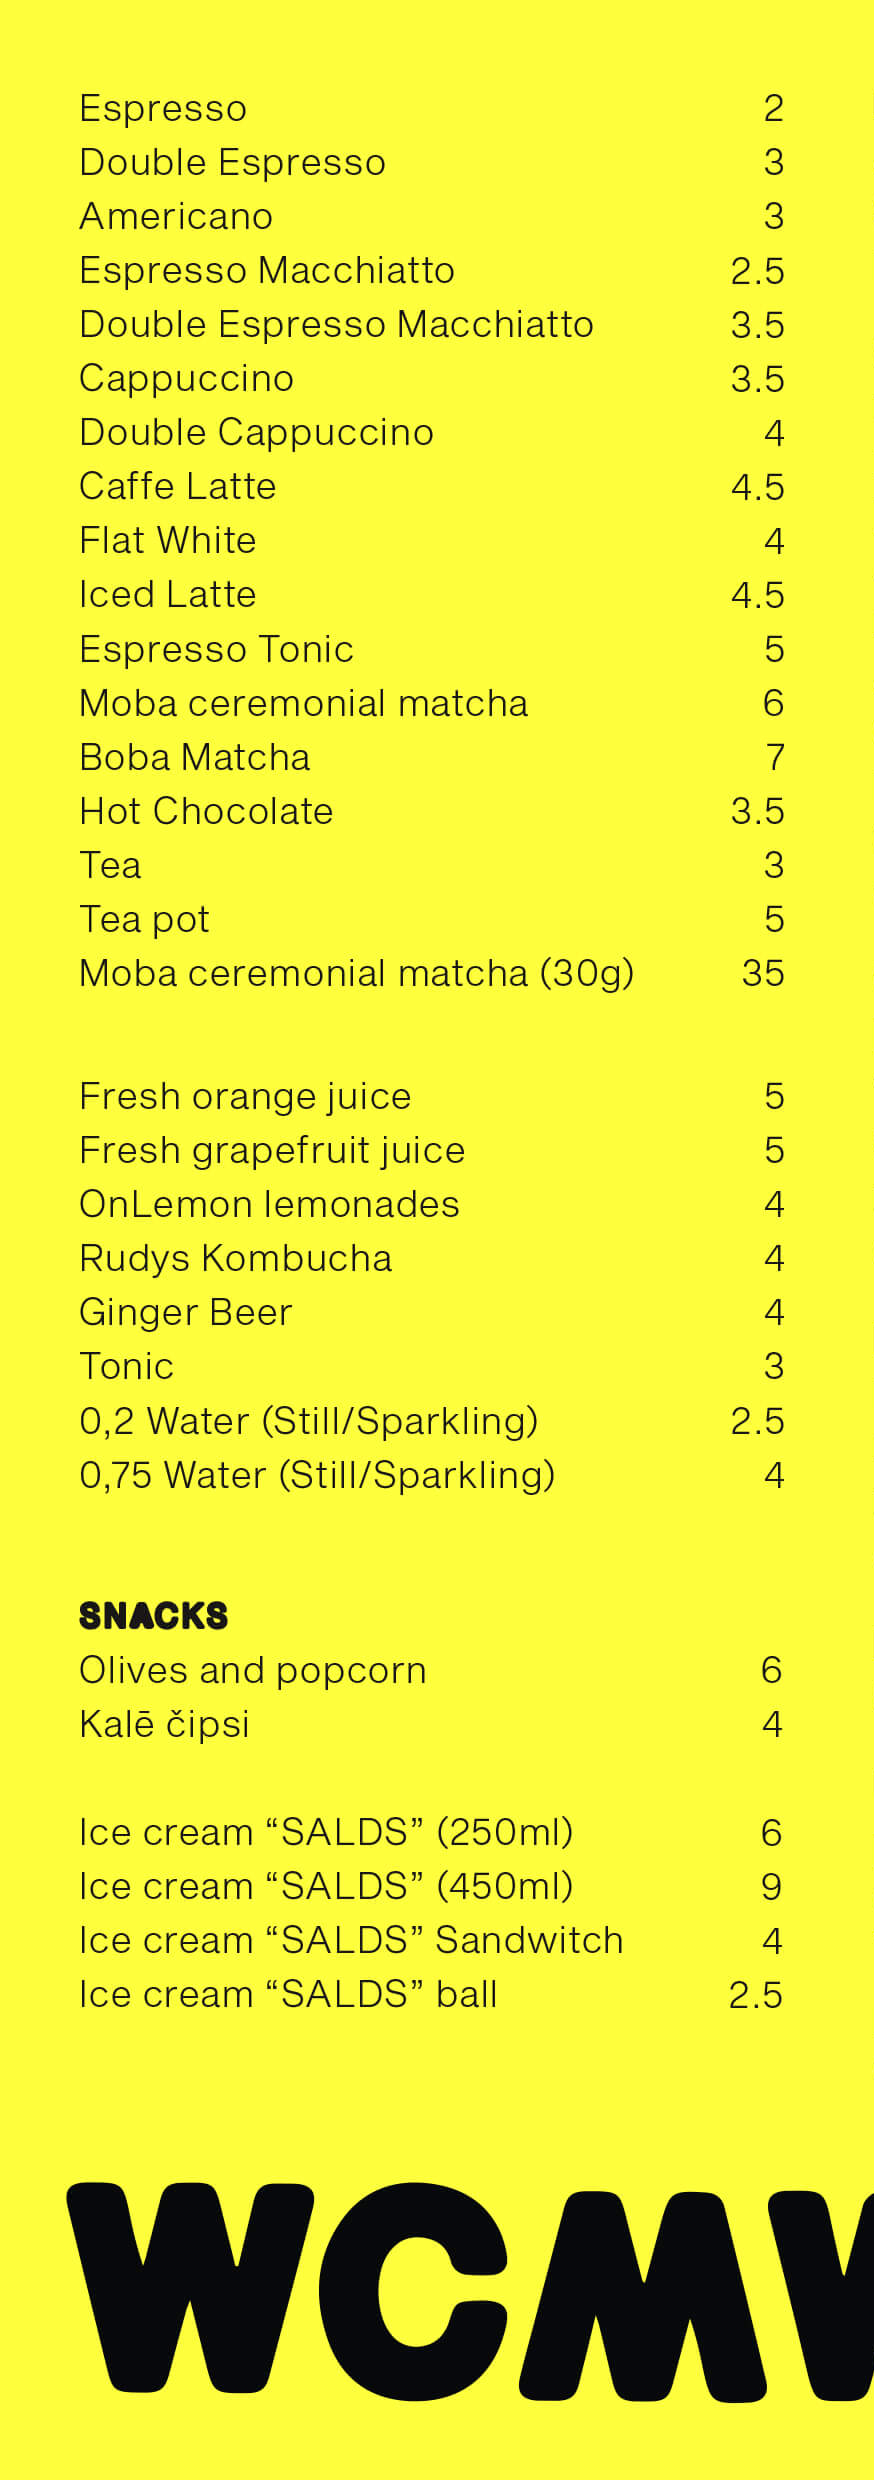 Espresso 2
Double Espresso 3
Americano 3
Espresso Macchiatto 2.5
Double Espresso Macchiatto 3.5
Cappuccino 3.5
Double Cappuccino 4
Caffe Latte 4.5
Flat White 4
Iced Latte 4.5
Espresso Tonic 5
Moba ceremonial matcha 6
Boba Matcha 7
Hot Chocolate 3.5
Tea 3
Tea pot 5
Moba ceremonial matcha (30g) 35
Fresh orange juice 5
Fresh grapefruit juice 5
OnLemon lemonades 4
Rudys Kombucha 4
Ginger Beer 4
Tonic 3
0,2 Water (Still/Sparkling) 2.5
0,75 Water (Still/Sparkling) 4
SNACKS
Olives and popcorn 6
Kalē čipsi 4
Ice cream “SALDS” (250ml) 6
Ice cream “SALDS” (450ml) 9
Ice cream “SALDS” Sandwitch 4
Ice cream “SALDS” ball 2.5
WCMW